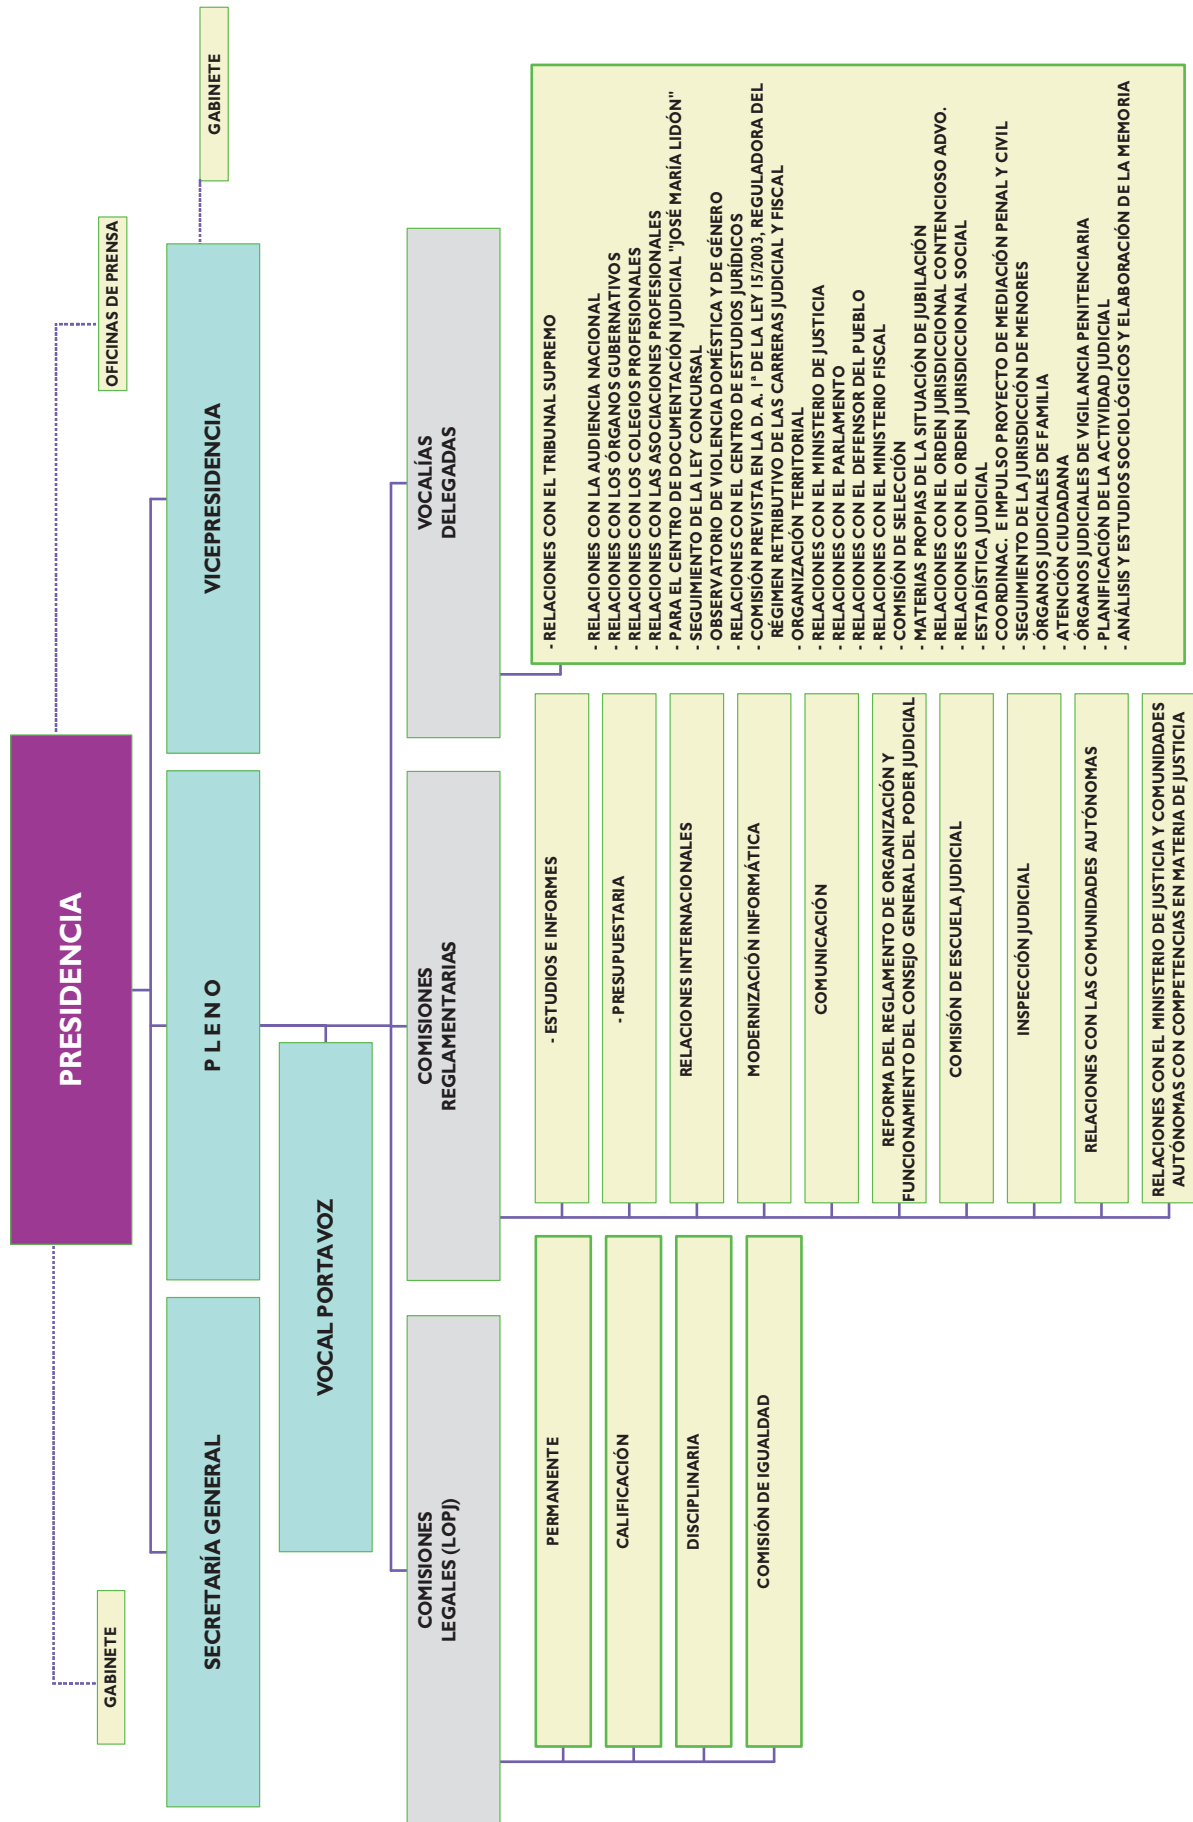 PRESIDENCIA
GABINETE
OFICINAS DE PRENSA
SECRETARÍA GENERAL
P L E N O
VICEPRESIDENCIA
GABINETE
VOCAL PORTAVOZ
COMISIONES
LEGALES (LOPJ)
COMISIONES
REGLAMENTARIAS
VOCALÍAS
DELEGADAS
PERMANENTE
CALIFICACIÓN
DISCIPLINARIA
COMISIÓN DE IGUALDAD
- ESTUDIOS E INFORMES
- PRESUPUESTARIA
RELACIONES INTERNACIONALES
MODERNIZACIÓN INFORMÁTICA
COMUNICACIÓN
REFORMA DEL REGLAMENTO DE ORGANIZACIÓN Y
FUNCIONAMIENTO DEL CONSEJO GENERAL DEL PODER JUDICIAL
COMISIÓN DE ESCUELA JUDICIAL
INSPECCIÓN JUDICIAL
RELACIONES CON LAS COMUNIDADES AUTÓNOMAS
RELACIONES CON EL MINISTERIO DE JUSTICIA Y COMUNIDADES
AUTÓNOMAS CON COMPETENCIAS EN MATERIA DE JUSTICIA
- RELACIONES CON EL TRIBUNAL SUPREMO
- RELACIONES CON LA AUDIENCIA NACIONAL
- RELACIONES CON LOS ÓRGANOS GUBERNATIVOS
- RELACIONES CON LOS COLEGIOS PROFESIONALES
- RELACIONES CON LAS ASOCIACIONES PROFESIONALES
- PARA EL CENTRO DE DOCUMENTACIÓN JUDICIAL "JOSÉ MARÍA LIDÓN"
- SEGUIMIENTO DE LA LEY CONCURSAL
- OBSERVATORIO DE VIOLENCIA DOMÉSTICA Y DE GÉNERO
- RELACIONES CON EL CENTRO DE ESTUDIOS JURÍDICOS
- COMISIÓN PREVISTA EN LA D. A. 1ª DE LA LEY 15/2003, REGULADORA DEL
RÉGIMEN RETRIBUTIVO DE LAS CARRERAS JUDICIAL Y FISCAL
- ORGANIZACIÓN TERRITORIAL
- RELACIONES CON EL MINISTERIO DE JUSTICIA
- RELACIONES CON EL PARLAMENTO
- RELACIONES CON EL DEFENSOR DEL PUEBLO
- RELACIONES CON EL MINISTERIO FISCAL
- COMISIÓN DE SELECCIÓN
- MATERIAS PROPIAS DE LA SITUACIÓN DE JUBILACIÓN
- RELACIONES CON EL ORDEN JURISDICCIONAL CONTENCIOSO ADVO.
- RELACIONES CON EL ORDEN JURISDICCIONAL SOCIAL
- ESTADÍSTICA JUDICIAL
- COORDINAC. E IMPULSO PROYECTO DE MEDIACIÓN PENAL Y CIVIL
- SEGUIMIENTO DE LA JURISDICCIÓN DE MENORES
- ÓRGANOS JUDICIALES DE FAMILIA
- ATENCIÓN CIUDADANA
- ÓRGANOS JUDICIALES DE VIGILANCIA PENITENCIARIA
- PLANIFICACIÓN DE LA ACTIVIDAD JUDICIAL
- ANÁLISIS Y ESTUDIOS SOCIOLÓGICOS Y ELABORACIÓN DE LA MEMORIA